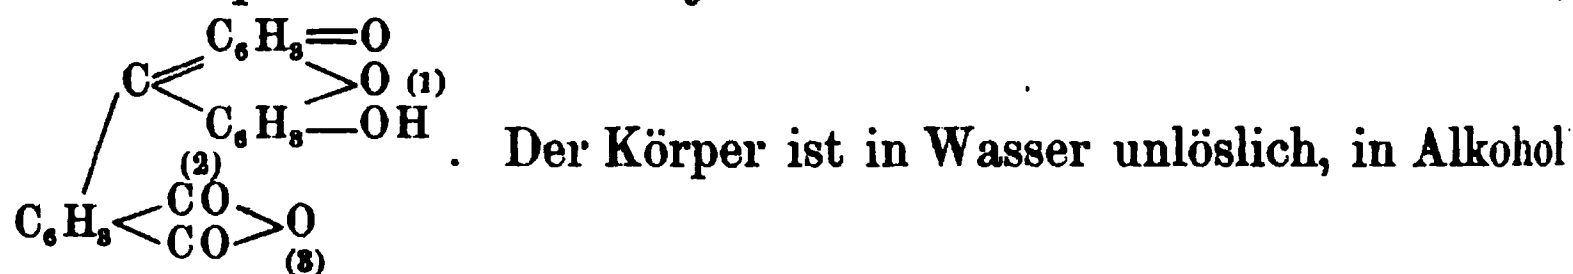 C₆H₃=O
C O (1)
C₆H₃—OH
(2) . Der Körper ist in Wasser unlöslich, in Alkohol
CO
C₆H₃ O
CO
(3)